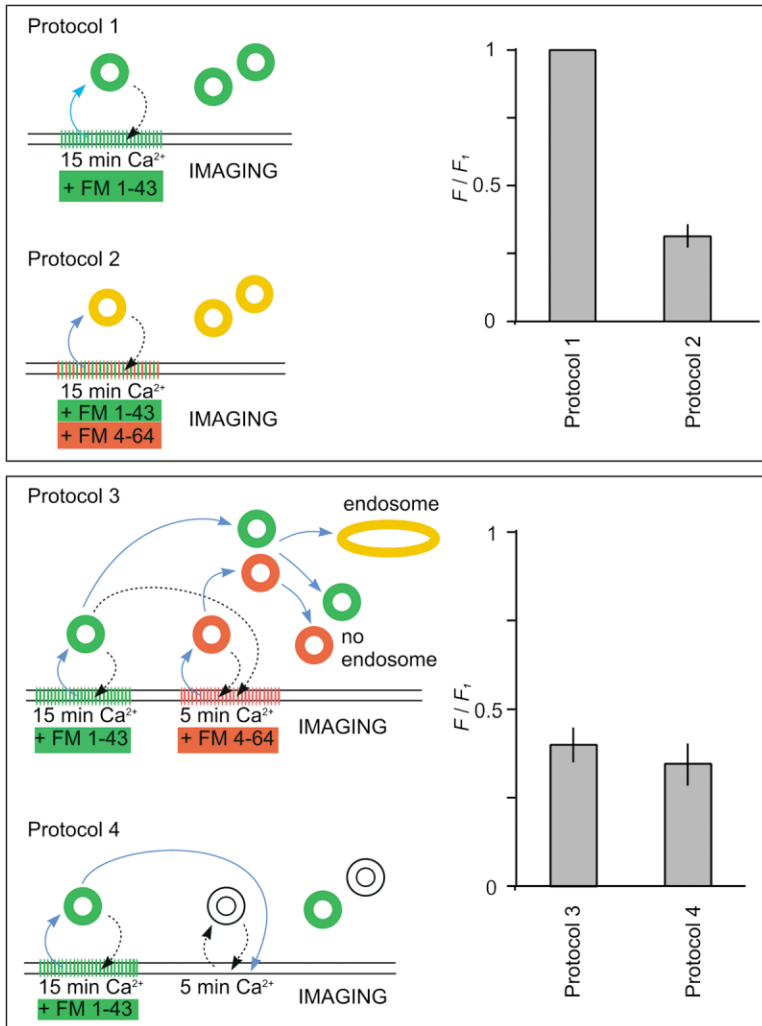 Protocol 1
15 min Ca²⁺
+ FM 1-43
IMAGING
1
0.5
0
F / F₁
Protocol 1
Protocol 2
Protocol 2
15 min Ca²⁺
+ FM 1-43
+ FM 4-64
IMAGING
Protocol 3
endosome
no
endosome
15 min Ca²⁺
+ FM 1-43
5 min Ca²⁺
+ FM 4-64
IMAGING
1
0.5
0
F / F₁
Protocol 3
Protocol 4
Protocol 4
15 min Ca²⁺
+ FM 1-43
5 min Ca²⁺
IMAGING